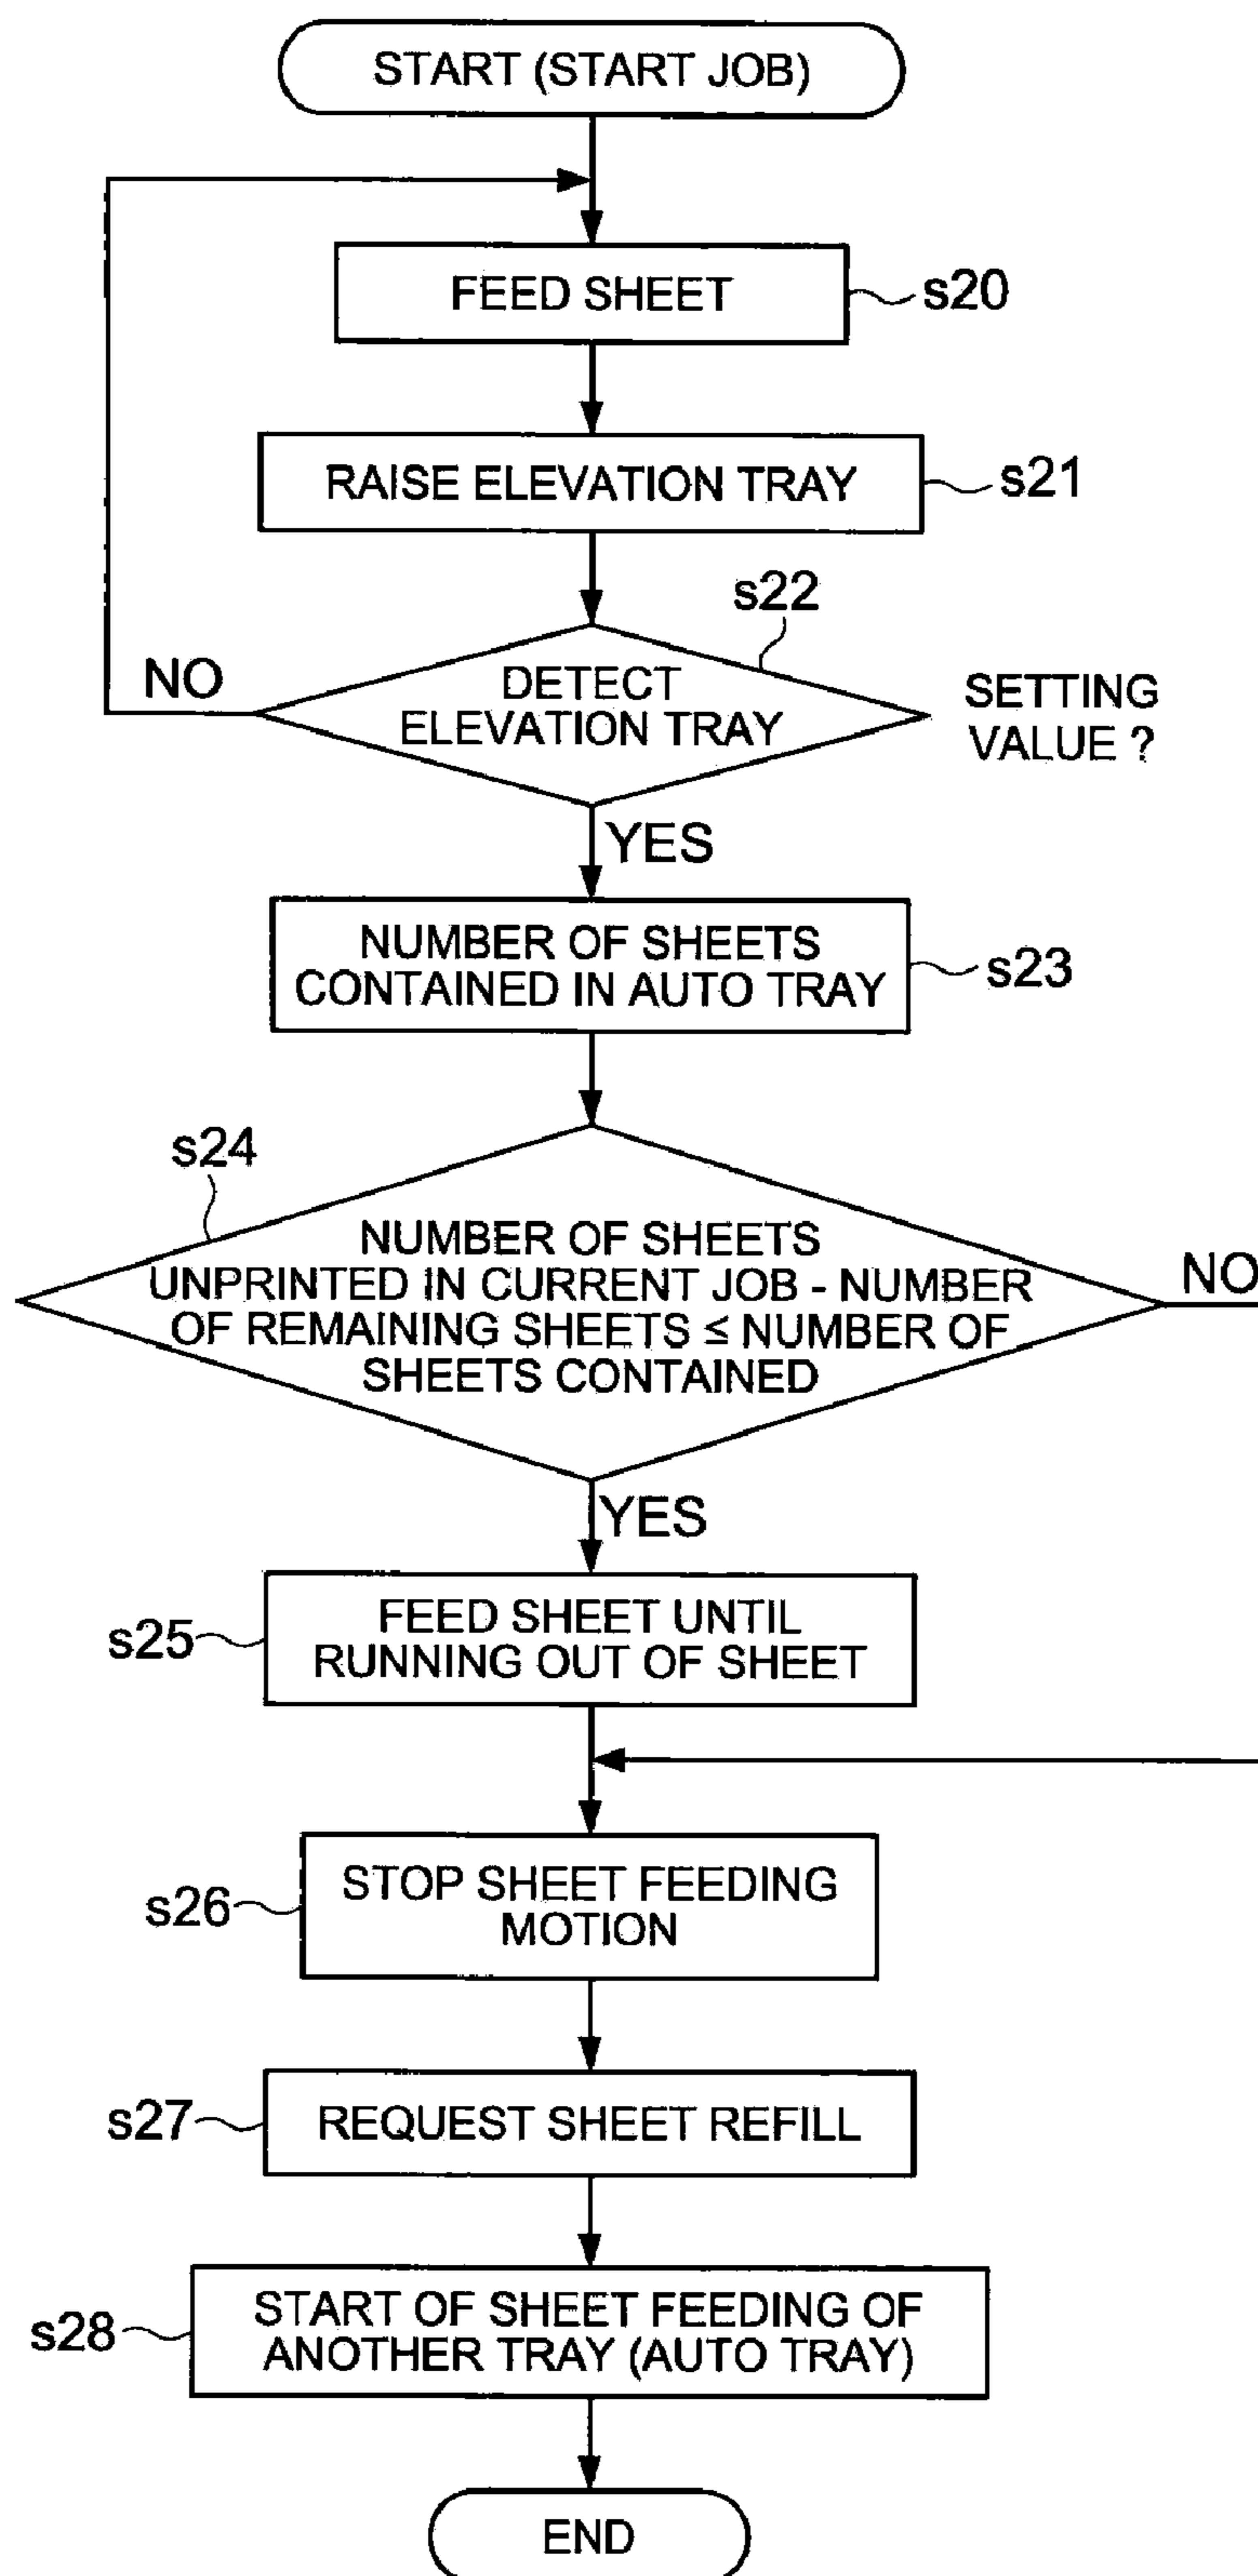 START (START JOB)
FEED SHEET
s20
RAISE ELEVATION TRAY
s21
s22
NO
DETECT
ELEVATION TRAY
SETTING
VALUE ?
YES
NUMBER OF SHEETS
CONTAINED IN AUTO TRAY
s23
s24
NUMBER OF SHEETS
UNPRINTED IN CURRENT JOB - NUMBER
OF REMAINING SHEETS ≤ NUMBER OF
SHEETS CONTAINED
NO
YES
s25
FEED SHEET UNTIL
RUNNING OUT OF SHEET
s26
STOP SHEET FEEDING
MOTION
s27
REQUEST SHEET REFILL
s28
START OF SHEET FEEDING OF
ANOTHER TRAY (AUTO TRAY)
END